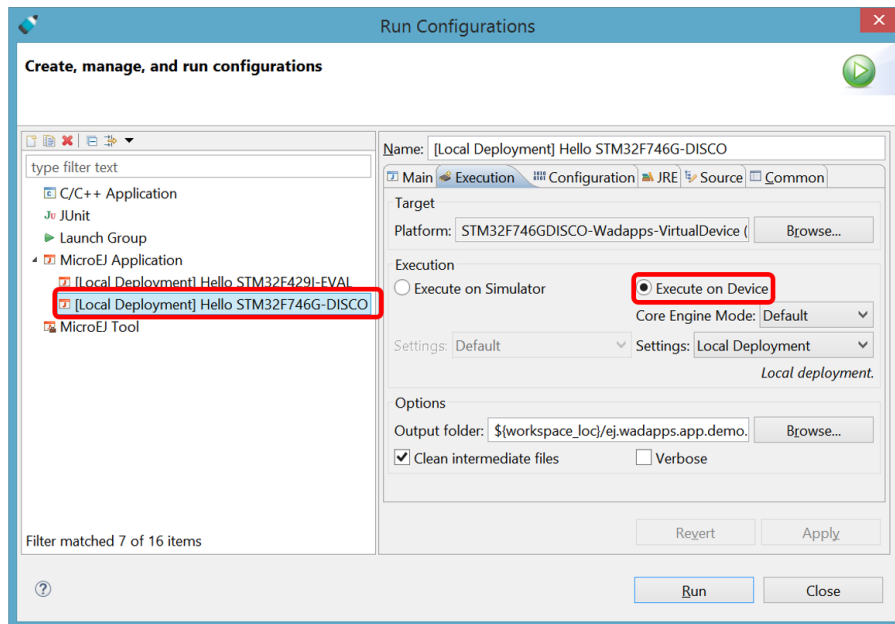 Run Configurations
Create, manage, and run configurations
type filter text
C/C++ Application
Ju JUnit
Launch Group
MicroEJ Application
[Local Deployment] Hello STM32F429I-EVAL
[Local Deployment] Hello STM32F746G-DISCO
MicroEJ Tool
Filter matched 7 of 16 items
Name: [Local Deployment] Hello STM32F746G-DISCO
Main Execution Configuration JRE Source Common
Target
Platform: STM32F746GDISCO-Wadapps-VirtualDevice ( Browse...
Execution
Execute on Simulator Execute on Device
Core Engine Mode: Default
Settings: Default Settings: Local Deployment
Local deployment.
Options
Output folder: ${workspace_loc}/ej.wadapps.app.demo. Browse...
Clean intermediate files Verbose
Revert Apply
? Run Close